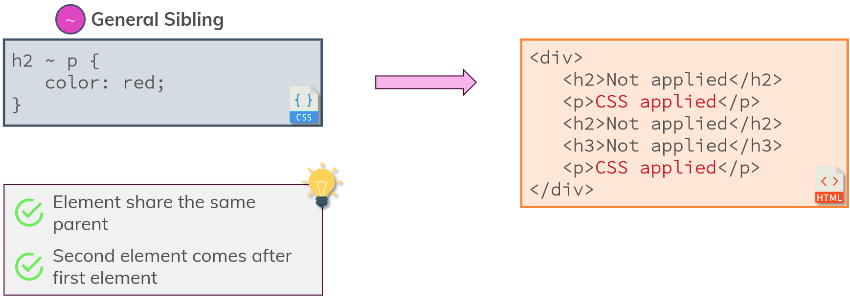 ~ General Sibling
h2 ~ p {
color: red;
}
{ }
CSS
<div>
<h2>Not applied</h2>
<p>CSS applied</p>
<h2>Not applied</h2>
<h3>Not applied</h3>
<p>CSS applied</p>
</div>
<>
HTML
Element share the same
parent
Second element comes after
first element